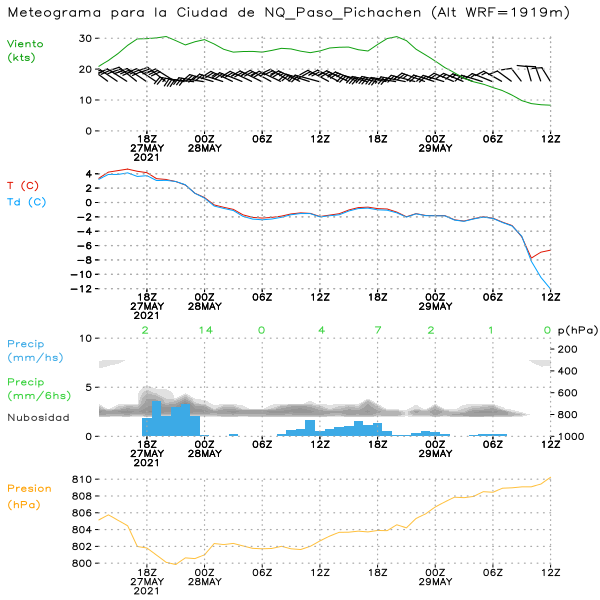 Meteograma para la Ciudad de NQ_Paso_Pichachen (Alt WRF=1919m)
Viento
(kts)
30
20
10
0
18Z 00Z 06Z 12Z 18Z 00Z 06Z 12Z
27MAY 28MAY 29MAY
2021
T (C)
Td (C)
4
2
0
−2
−4
−6
−8
−10
−12
18Z 00Z 06Z 12Z 18Z 00Z 06Z 12Z
27MAY 28MAY 29MAY
2021
2 14 0 4 7 2 1 0 p(hPa)
Precip
(mm/hs)
Precip
(mm/6hs)
Nubosidad
10
5
0
200
400
600
800
1000
18Z 00Z 06Z 12Z 18Z 00Z 06Z 12Z
27MAY 28MAY 29MAY
2021
Presion
(hPa)
810
808
806
804
802
800
18Z 00Z 06Z 12Z 18Z 00Z 06Z 12Z
27MAY 28MAY 29MAY
2021